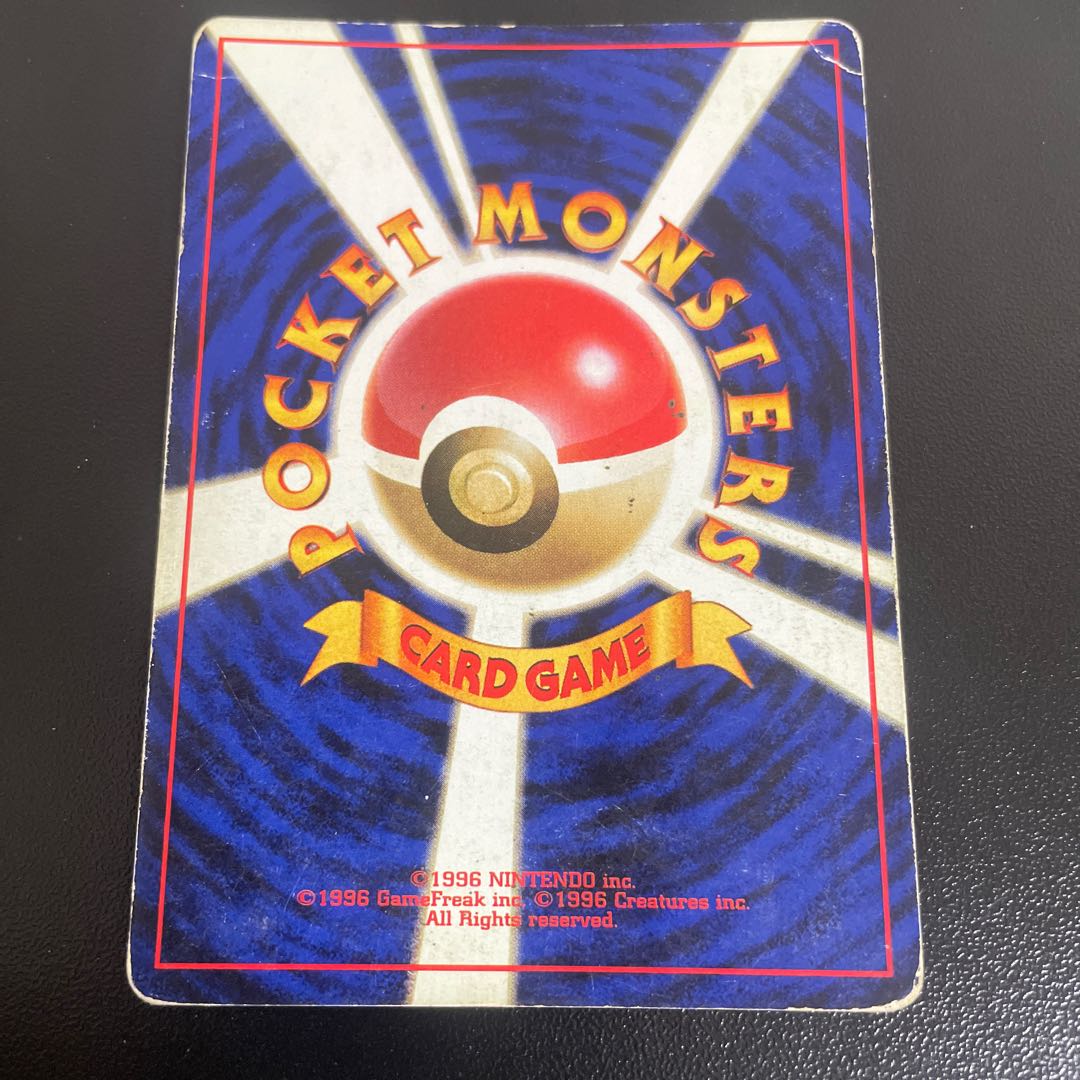 POCKET MONSTERS
CARD GAME
©1996 NINTENDO inc.
©1996 GameFreak inc. ©1996 Creatures inc.
All Rights reserved.